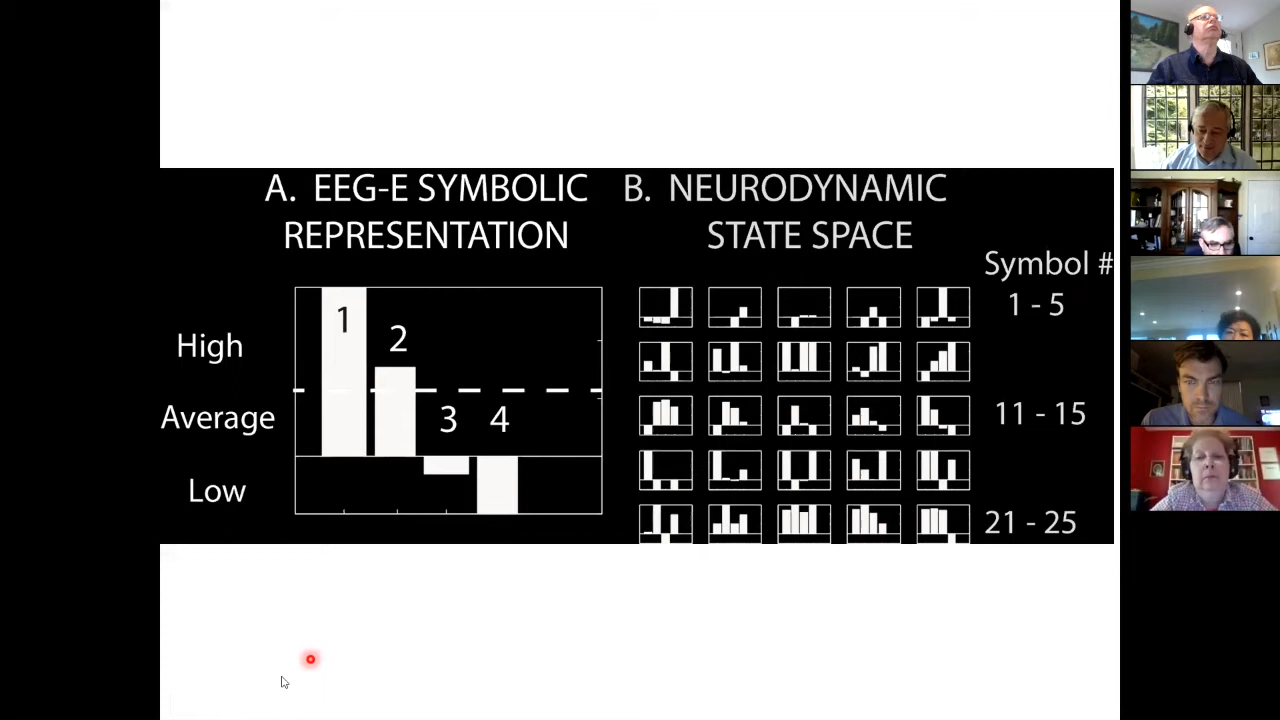 A. EEG-E SYMBOLIC
REPRESENTATION
B. NEURODYNAMIC
STATE SPACE
Symbol #
1 - 5
11 - 15
21 - 25
High
Average
Low
1
2
3
4